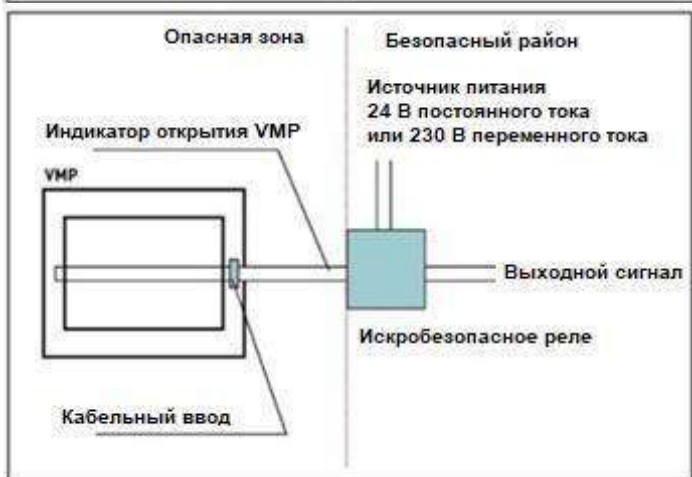 Опасная зона
Безопасный район
Источник питания
24 В постоянного тока
или 230 В переменного тока
Индикатор открытия VMP
VMP
Выходной сигнал
Искробезопасное реле
Кабельный ввод